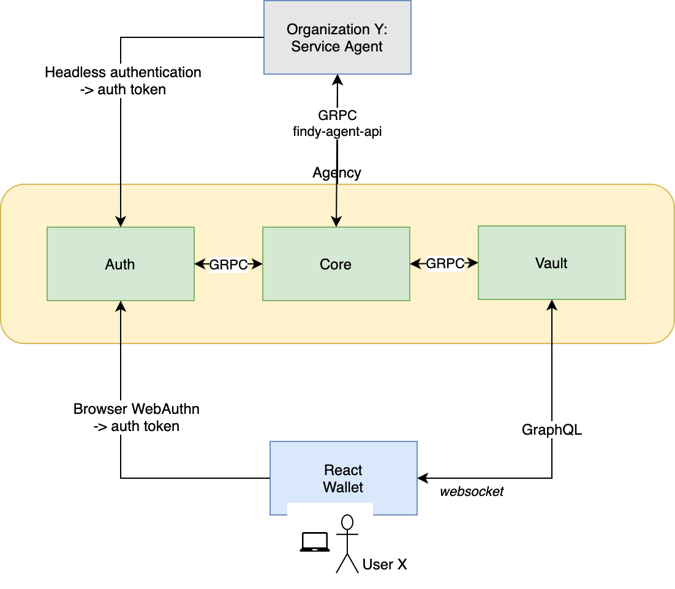 Organization Y:
Service Agent
Headless authentication
-> auth token
GRPC
findy-agent-api
Agency
Auth
GRPC
Core
GRPC
Vault
Browser WebAuthn
-> auth token
GraphQL
React
Wallet
websocket
User X